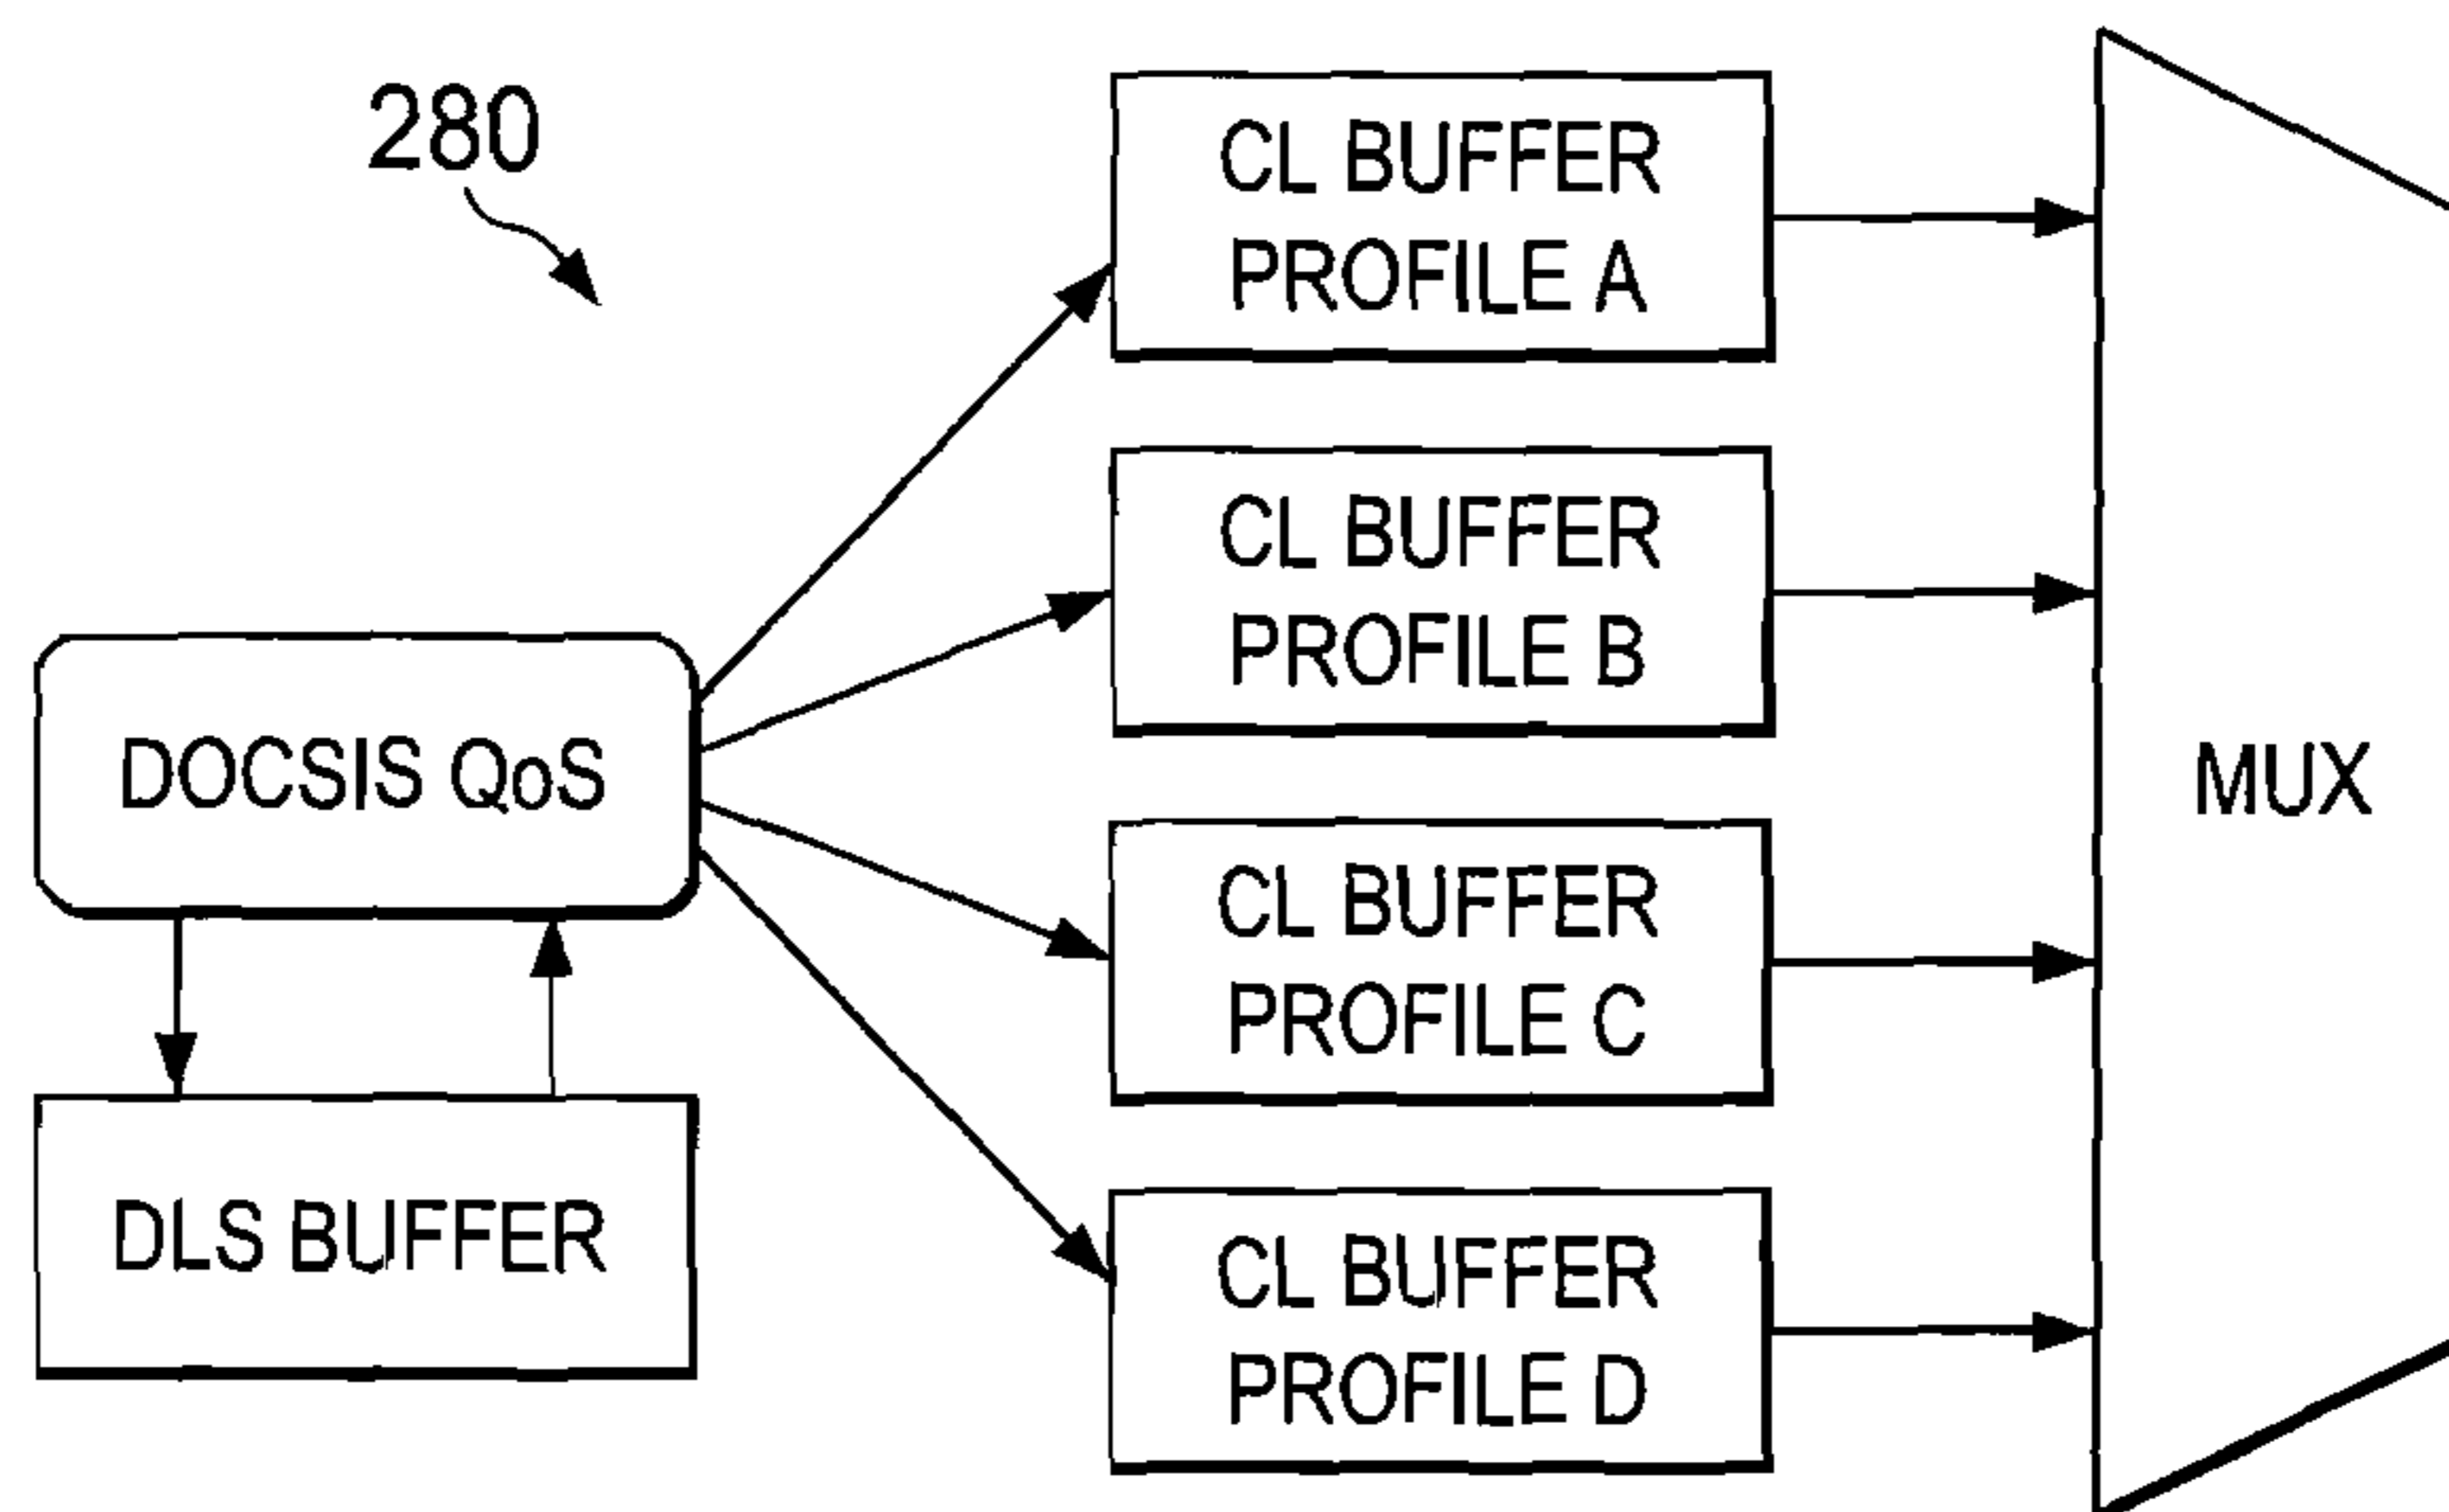 280
CL BUFFER
PROFILE A
CL BUFFER
PROFILE B
DOCSIS QoS
MUX
CL BUFFER
PROFILE C
DLS BUFFER
CL BUFFER
PROFILE D